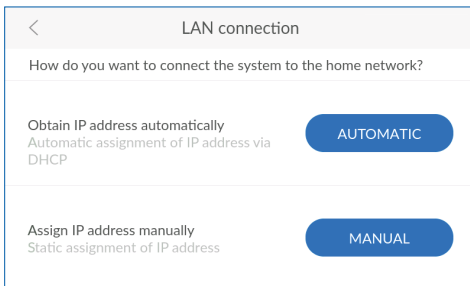 LAN connection
How do you want to connect the system to the home network?
Obtain IP address automatically
Automatic assignment of IP address via
DHCP
AUTOMATIC
Assign IP address manually
Static assignment of IP address
MANUAL